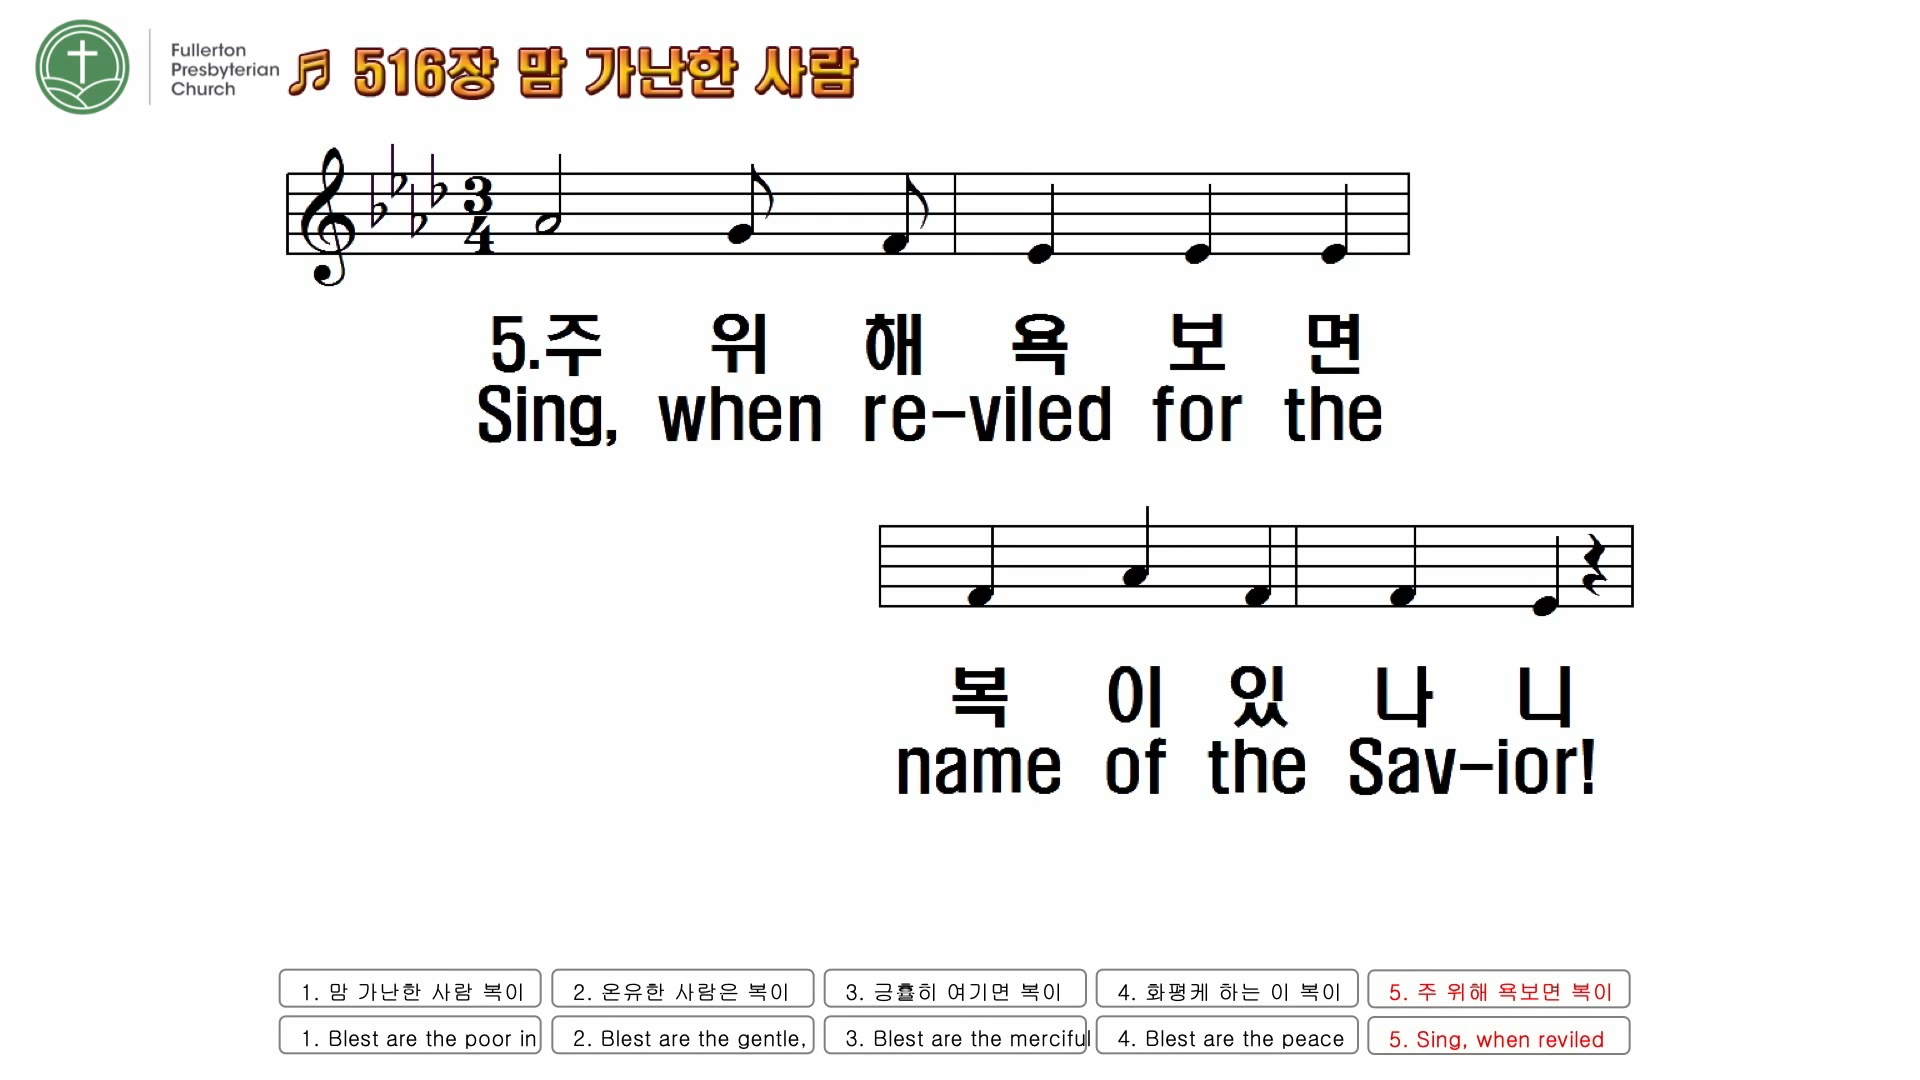 Fullerton
Presbyterian
Church
516장 맘 가난한 사람
3
4
5.주 위 해 욕 보 면
Sing, when re-viled for the
복 이 있 나 니
name of the Sav-ior!
1. 맘 가난한 사람 복이
2. 온유한 사람은 복이
3. 긍휼히 여기면 복이
4. 화평케 하는 이 복이
5. 주 위해 욕보면 복이
1. Blest are the poor in
2. Blest are the gentle,
3. Blest are the merciful
4. Blest are the peace
5. Sing, when reviled